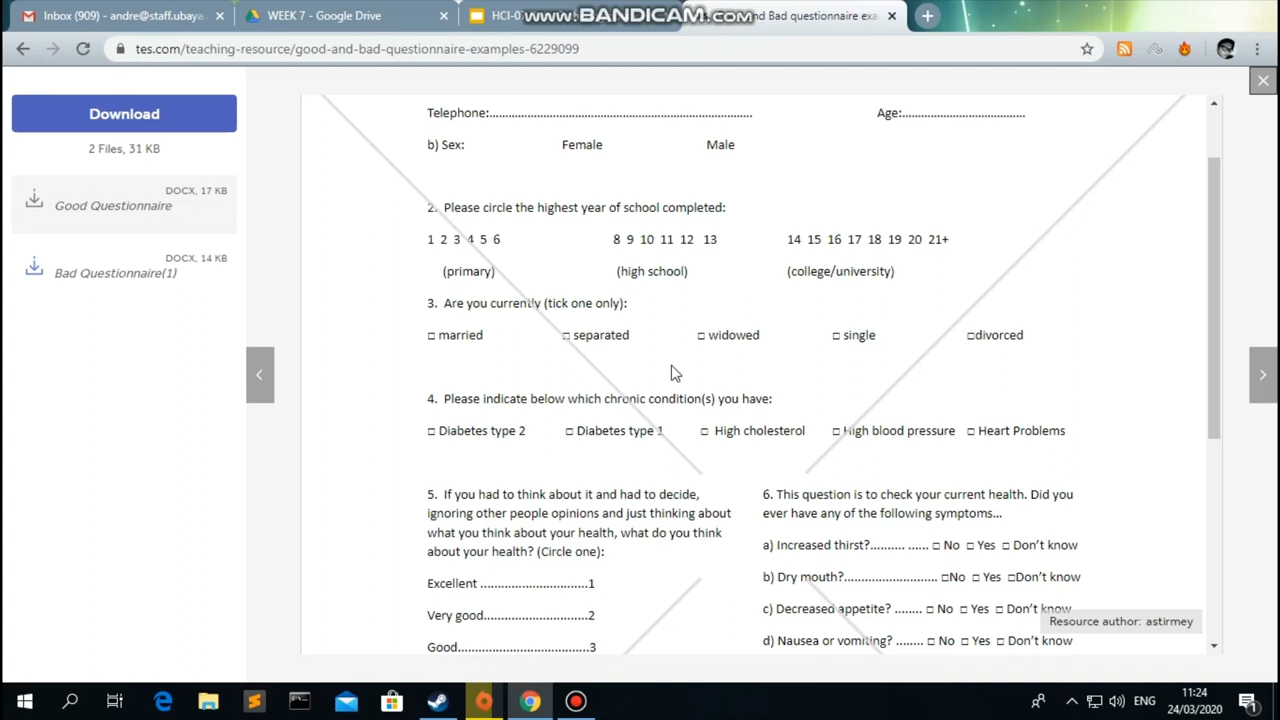 Inbox (909) - andre@staff.ubaya.
WEEK 7 - Google Drive
HCI-0
www.BANDICAM.com
and Bad questionnaire exa
tes.com/teaching-resource/good-and-bad-questionnaire-examples-6229099
Download
2 Files, 31 KB
DOCX, 17 KB
Good Questionnaire
DOCX, 14 KB
Bad Questionnaire(1)
Telephone:.................................................................................... Age:.......................................
b) Sex: Female Male
2. Please circle the highest year of school completed:
1 2 3 4 5 6 8 9 10 11 12 13 14 15 16 17 18 19 20 21+
(primary) (high school) (college/university)
3. Are you currently (tick one only):
□ married □ separated □ widowed □ single □divorced
4. Please indicate below which chronic condition(s) you have:
□ Diabetes type 2 □ Diabetes type 1 □ High cholesterol □ High blood pressure □ Heart Problems
5. If you had to think about it and had to decide,
ignoring other people opinions and just thinking about
what you think about your health, what do you think
about your health? (Circle one):
Excellent ..................................1
Very good.................................2
Good.........................................3
6. This question is to check your current health. Did you
ever have any of the following symptoms...
a) Increased thirst?.......... ...... □ No □ Yes □ Don't know
b) Dry mouth?.......................... □No □ Yes □Don't know
c) Decreased appetite? ........ □ No □ Yes □ Don't know
d) Nausea or vomiting? ........ □ No □ Yes □ Don't know
Resource author: astirmey
ENG
11:24
24/03/2020